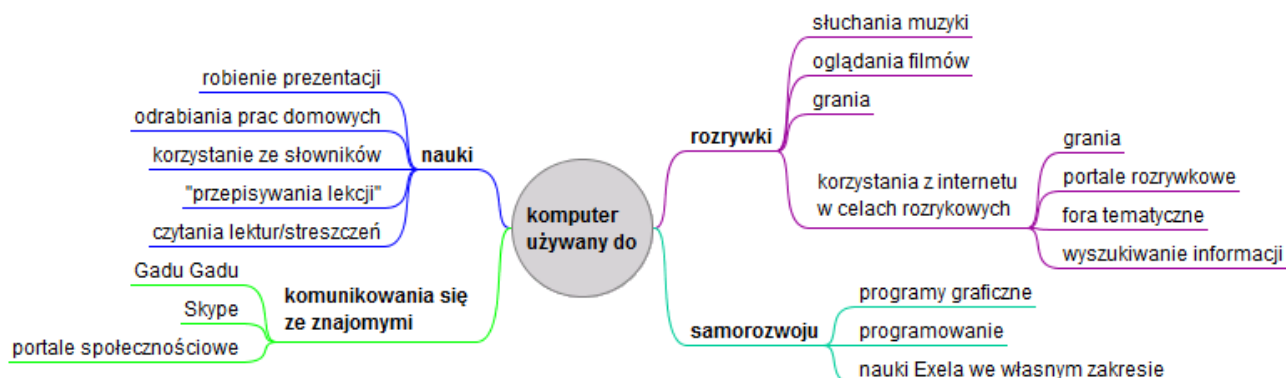 komputer
używany do
nauki
robienie prezentacji
odrabiania prac domowych
korzystanie ze słowników
"przepisywania lekcji"
czytania lektur/streszczeń
komunikowania się
ze znajomymi
Gadu Gadu
Skype
portale społecznościowe
rozrywki
słuchania muzyki
oglądania filmów
grania
korzystania z internetu
w celach rozrykowych
grania
portale rozrywkowe
fora tematyczne
wyszukiwanie informacji
samorozwoju
programy graficzne
programowanie
nauki Exela we własnym zakresie